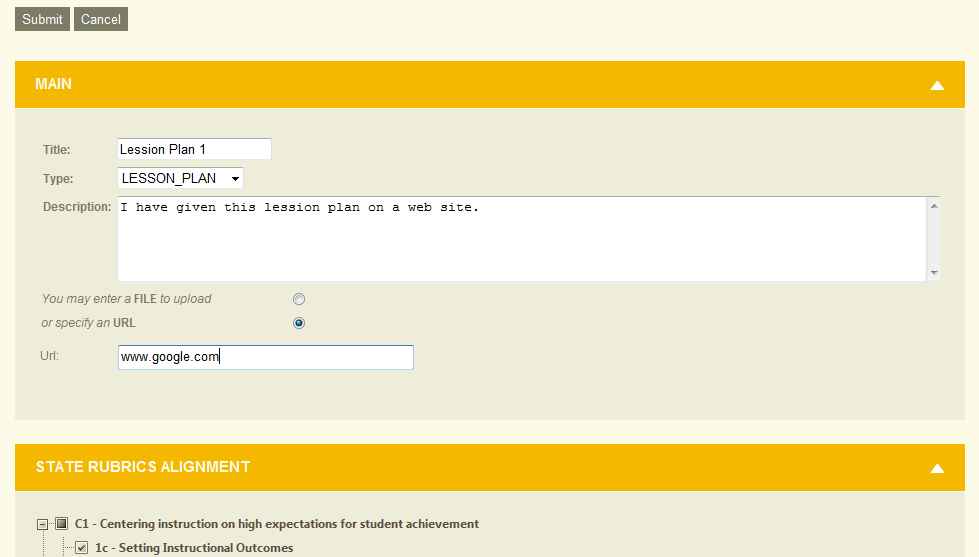 Submit Cancel
MAIN
Title: Lession Plan 1
Type: LESSON_PLAN
Description: I have given this lession plan on a web site.
You may enter a FILE to upload
or specify an URL
Url: www.google.com
STATE RUBRICS ALIGNMENT
C1 - Centering instruction on high expectations for student achievement
1c - Setting Instructional Outcomes